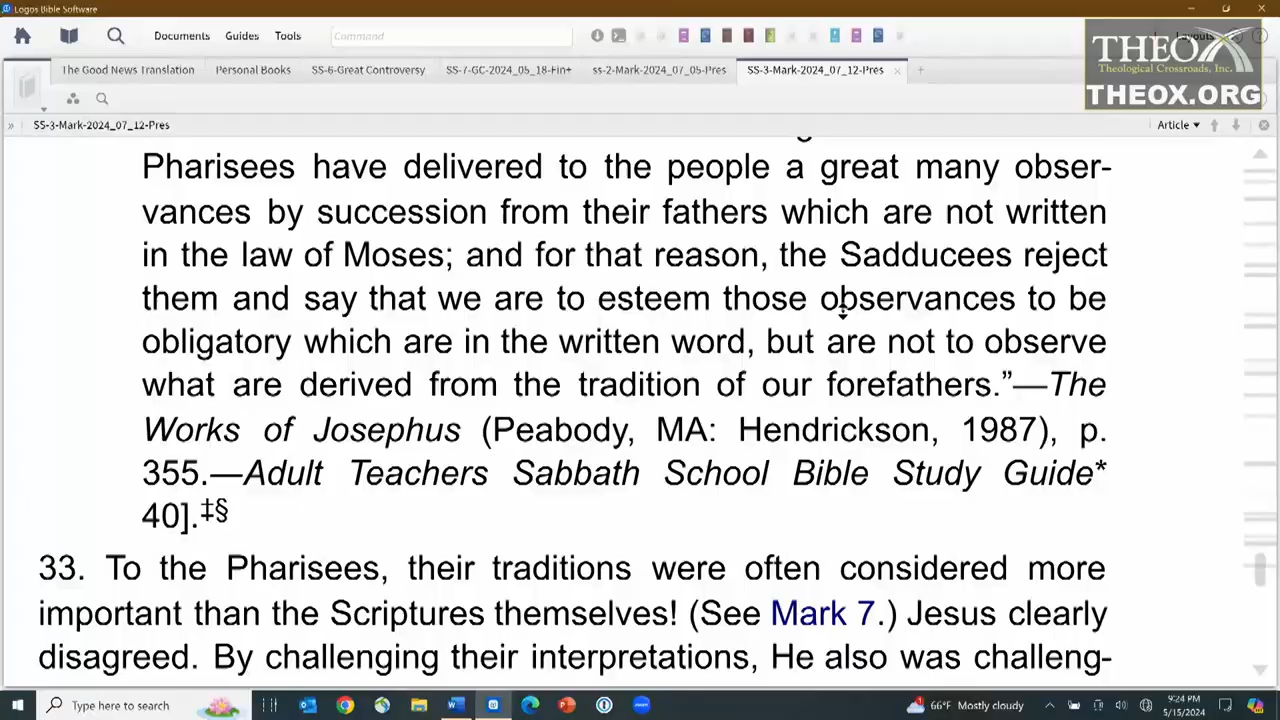 Logos Bible Software
Documents Guides Tools Command Layouts
THEOX
Theological Crossroads, Inc.
THEOX.ORG
The Good News Translation Personal Books SS-6-Great Contro _05_18-Fin+ ss-2-Mark-2024_07_05-Pres SS-3-Mark-2024_07_12-Pres
» SS-3-Mark-2024_07_12-Pres Article
Pharisees have delivered to the people a great many obser-
vances by succession from their fathers which are not written
in the law of Moses; and for that reason, the Sadducees reject
them and say that we are to esteem those observances to be
obligatory which are in the written word, but are not to observe
what are derived from the tradition of our forefathers.”—The
Works of Josephus (Peabody, MA: Hendrickson, 1987), p.
355.—Adult Teachers Sabbath School Bible Study Guide*
40].‡§
33. To the Pharisees, their traditions were often considered more
important than the Scriptures themselves! (See Mark 7.) Jesus clearly
disagreed. By challenging their interpretations, He also was challeng-
Type here to search 66°F Mostly cloudy 9:24 PM
5/15/2024